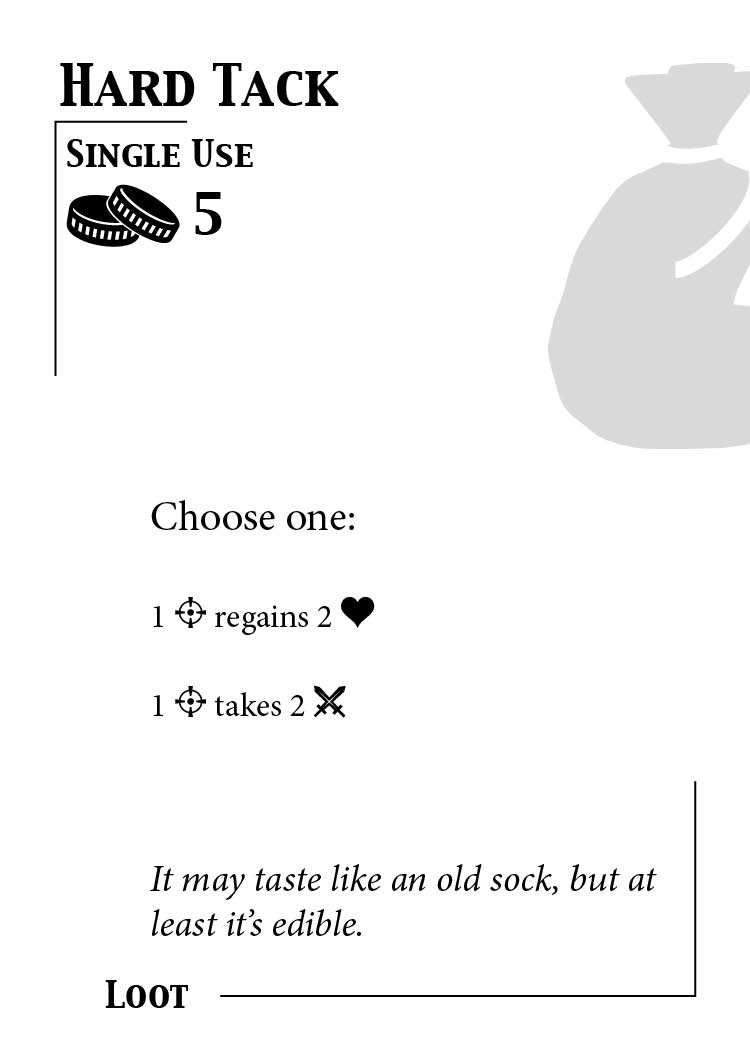 Hard Tack
Single Use
5
Choose one:
1 regains 2
1 takes 2
It may taste like an old sock, but at
least it’s edible.
Loot